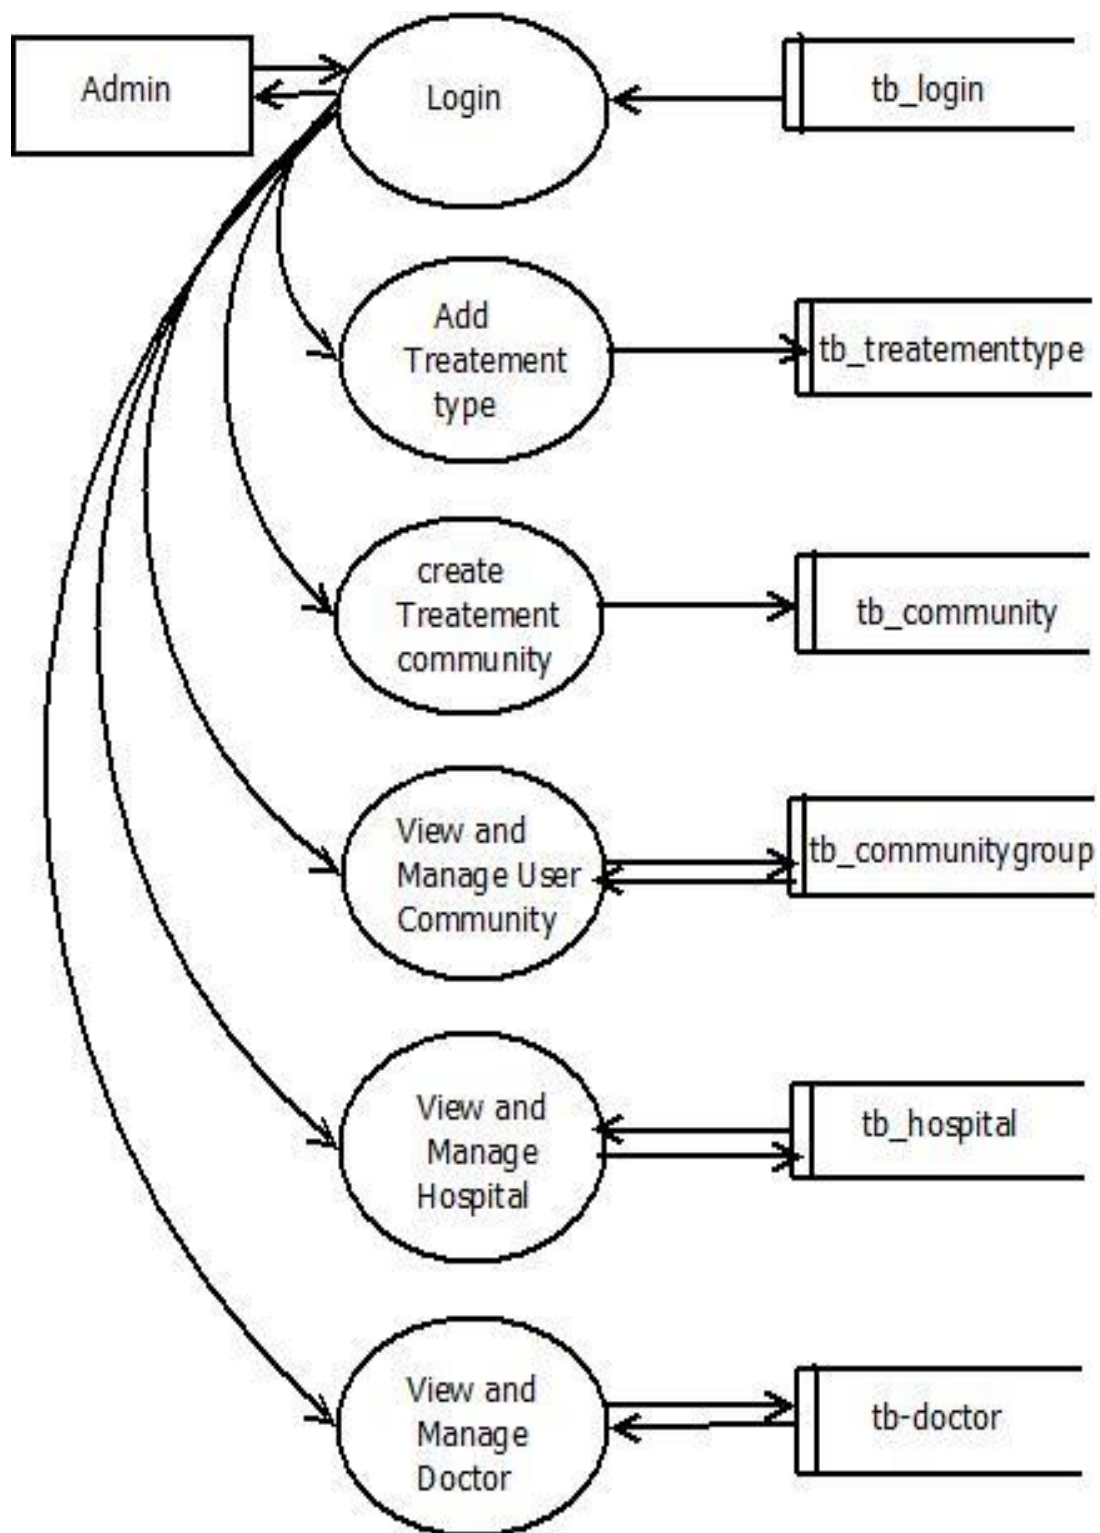 Admin
Login
tb_login
Add
Treatement
type
tb_treatementtype
create
Treatement
community
tb_community
View and
Manage User
Community
tb_communitygroup
View and
Manage
Hospital
tb_hospital
View and
Manage
Doctor
tb-doctor